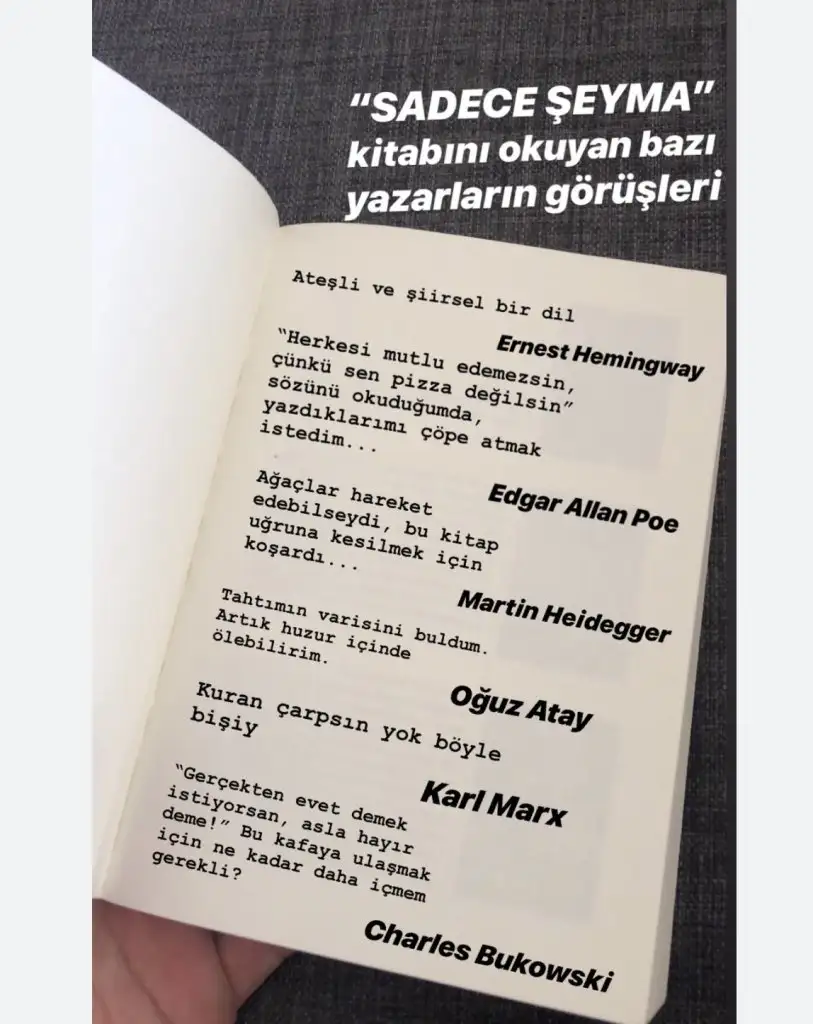 “SADECE ŞEYMA”
kitabını okuyan bazı
yazarların görüşleri
Ateşli ve şiirsel bir dil
Ernest Hemingway
“Herkesi mutlu edemezsin,
çünkü sen pizza değilsin”
sözünü okuduğumda,
yazdıklarımı çöpe atmak
istedim...
Edgar Allan Poe
Ağaçlar hareket
edebilseydi, bu kitap
uğruna kesilmek için
koşardı...
Martin Heidegger
Tahtımın varisini buldum.
Artık huzur içinde
ölebilirim.
Oğuz Atay
Kuran çarpsın yok böyle
bişiy
Karl Marx
“Gerçekten evet demek
istiyorsan, asla hayır
deme!” Bu kafaya ulaşmak
için ne kadar daha içmem
gerekli?
Charles Bukowski